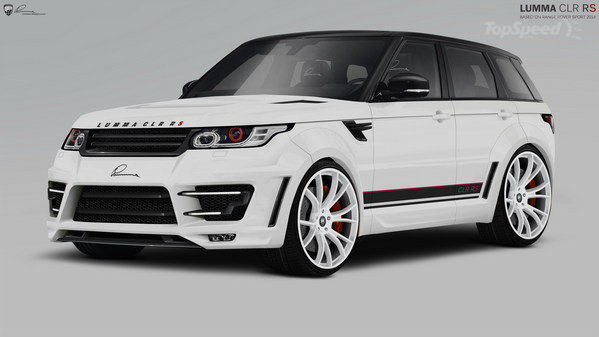 LUMMA CLR RS
BASED ON RANGE ROVER SPORT 2014
TopSpeed
LUMMA CLR RS
CLR RS